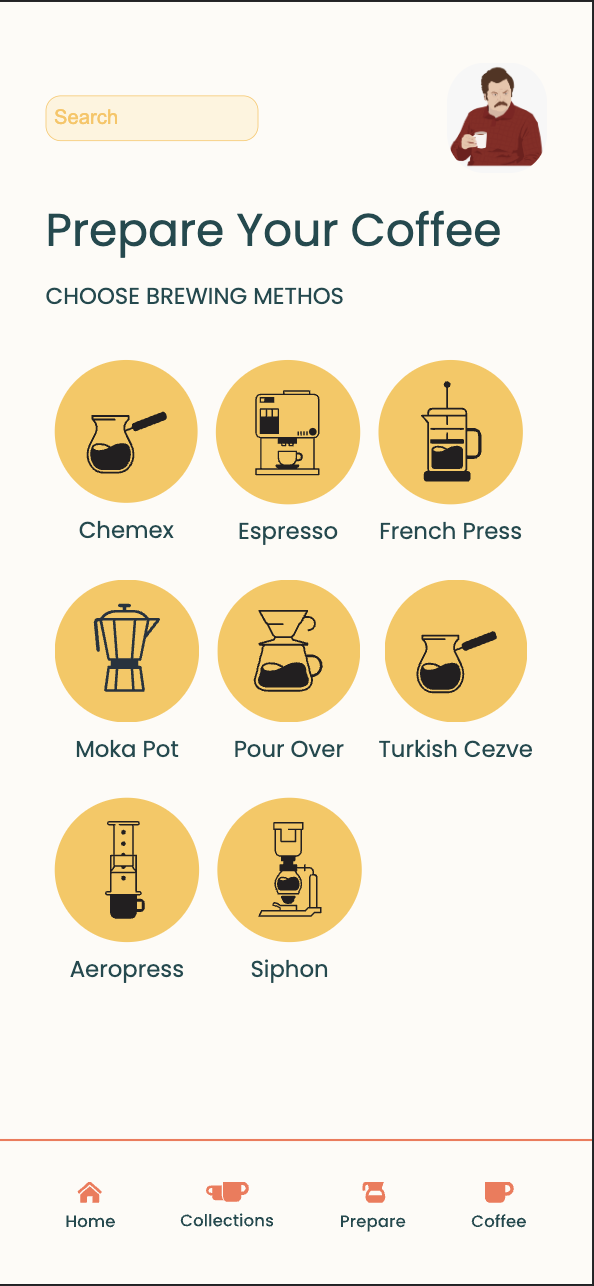 Search
Prepare Your Coffee
CHOOSE BREWING METHOS
Chemex
Espresso
French Press
Moka Pot
Pour Over
Turkish Cezve
Aeropress
Siphon
Home
Collections
Prepare
Coffee